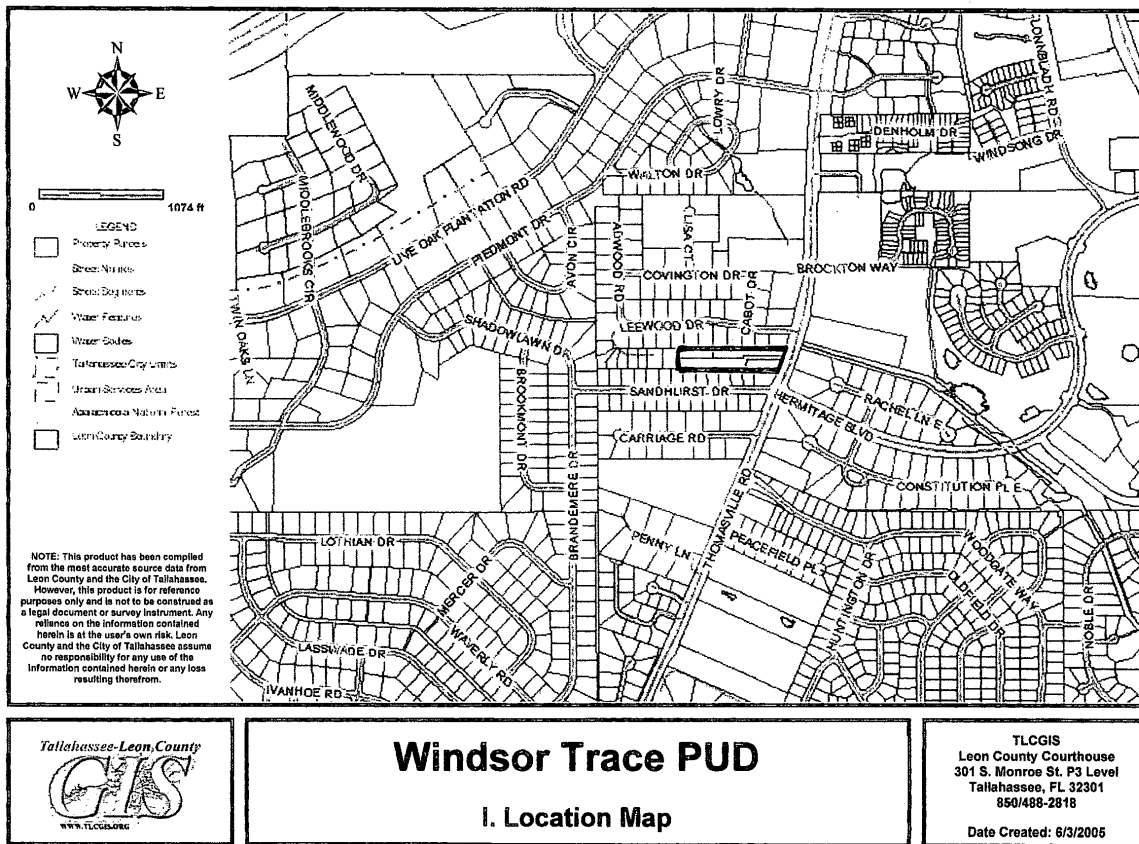 N
W E
S
0 1074 ft
LEGEND
Property Parcels
Street Names
Street Segments
Water Features
Water Bodies
Tallahassee City Limits
Urban Services Area
Apalachicola National Forest
Leon County Boundary
NOTE: This product has been compiled
from the most accurate source data from
Leon County and the City of Tallahassee.
However, this product is for reference
purposes only and is not to be construed as
a legal document or survey instrument. Any
reliance on the information contained
herein is at the user's own risk. Leon
County and the City of Tallahassee assume
no responsibility for any use of the
information contained herein or any loss
resulting therefrom.
MIDDLEWOOD DR
MIDDLEBROOKS CIR
LIVE OAK PLANTATION RD
PIEDMONT DR
TWIN OAKS LN
AVON CIR
LOWRY DR
WALTON DR
LISA CT
ADWOOD RD
COVINGTON DR
CABOT DR
LEEWOOD DR
SHADOWLAWN DR
BROOKMONT DR
BRANDEMERE DR
SANDHURST DR
CARRIAGE RD
BROCKTON WAY
DENHOLM DR
LONNBLADH RD
WINDSONG DR
RACHEL LN E
HERMITAGE BLVD
CONSTITUTION PL E
THOMASVILLE RD
PENNY LN
PEACEFIELD PL
HUNTINGTON DR
WOODGATE WAY
OLDFIELD DR
NOBLE DR
LOTHIAN DR
MERCER DR
WAVERLY RD
LASSWADE DR
IVANHOE RD
Tallahassee-Leon County
GIS
WWW.TLCGIS.ORG
Windsor Trace PUD
I. Location Map
TLCGIS
Leon County Courthouse
301 S. Monroe St. P3 Level
Tallahassee, FL 32301
850/488-2818
Date Created: 6/3/2005